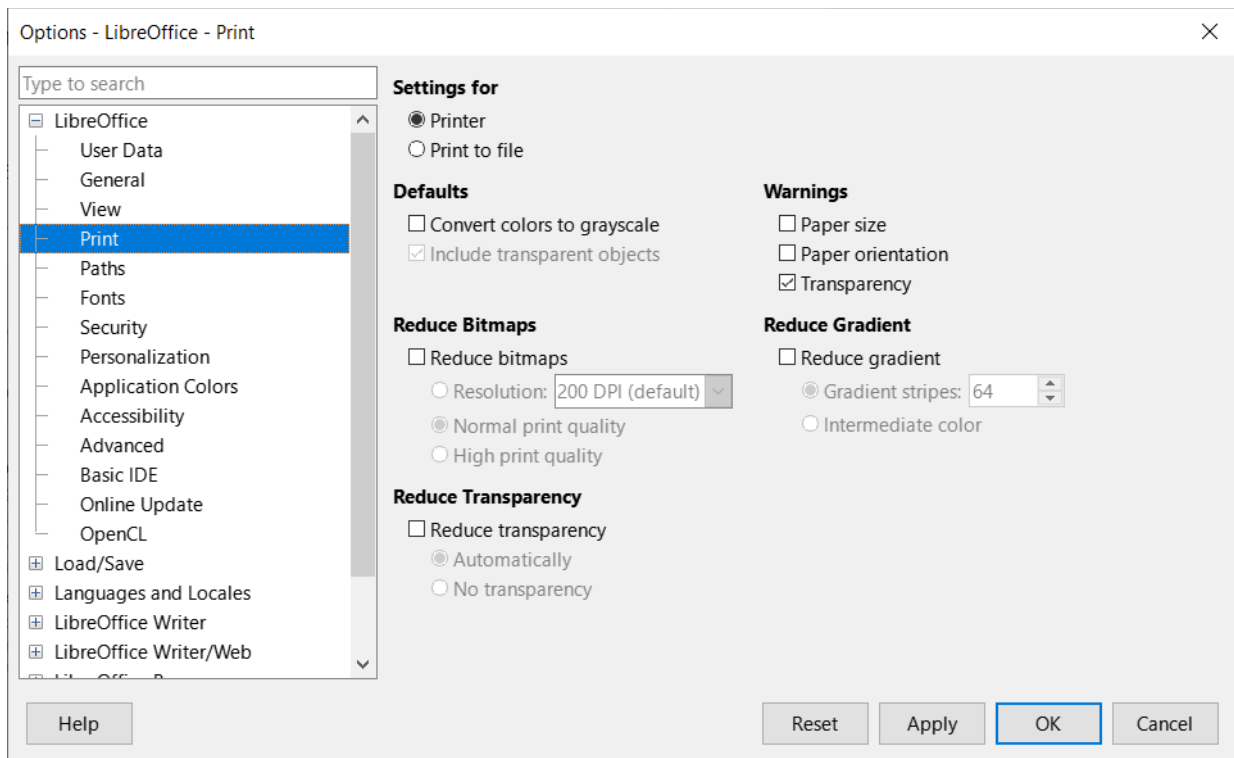 Options - LibreOffice - Print
Type to search
LibreOffice
User Data
General
View
Print
Paths
Fonts
Security
Personalization
Application Colors
Accessibility
Advanced
Basic IDE
Online Update
OpenCL
Load/Save
Languages and Locales
LibreOffice Writer
LibreOffice Writer/Web
Settings for
Printer
Print to file
Defaults
Convert colors to grayscale
Include transparent objects
Warnings
Paper size
Paper orientation
Transparency
Reduce Bitmaps
Reduce bitmaps
Resolution: 200 DPI (default)
Normal print quality
High print quality
Reduce Gradient
Reduce gradient
Gradient stripes: 64
Intermediate color
Reduce Transparency
Reduce transparency
Automatically
No transparency
Help
Reset
Apply
OK
Cancel